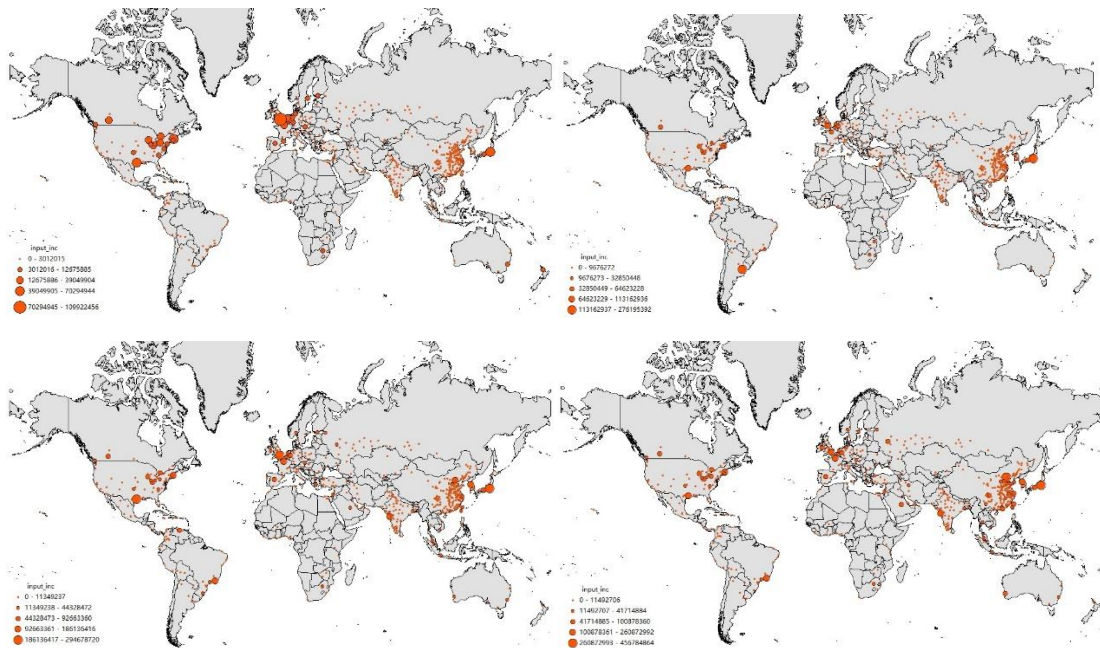 input_inc
0 - 3012015
3012016 - 12675885
12675886 - 39049904
39049905 - 70294944
70294945 - 109922456
input_inc
0 - 9676272
9676273 - 32850448
32850449 - 64623228
64623229 - 113162936
113162937 - 276195392
input_inc
0 - 11349237
11349238 - 44328472
44328473 - 92663360
92663361 - 186136416
186136417 - 294678720
input_inc
0 - 11492706
11492707 - 41714884
41714885 - 100878360
100878361 - 260872992
260872993 - 456784864